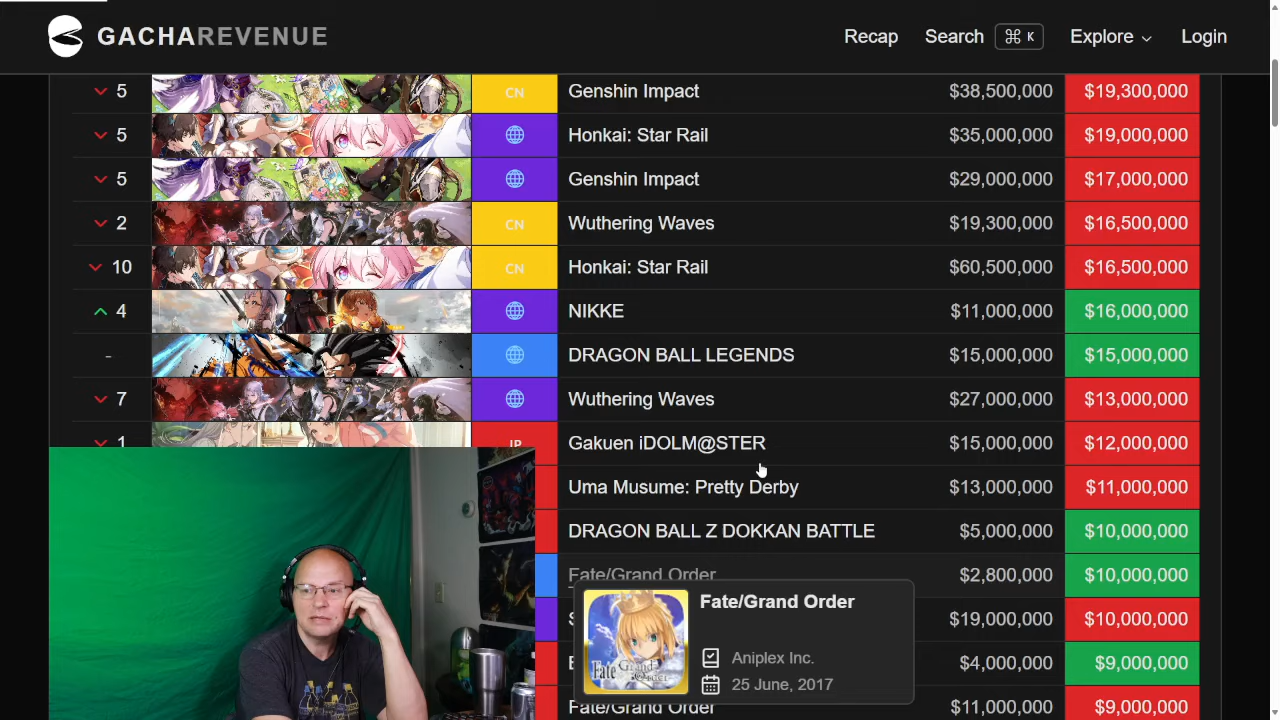 GACHAREVENUE Recap Search ⌘ K Explore Login
5 CN Genshin Impact $38,500,000 $19,300,000
5 Honkai: Star Rail $35,000,000 $19,000,000
5 Genshin Impact $29,000,000 $17,000,000
2 CN Wuthering Waves $19,300,000 $16,500,000
10 CN Honkai: Star Rail $60,500,000 $16,500,000
4 NIKKE $11,000,000 $16,000,000
- DRAGON BALL LEGENDS $15,000,000 $15,000,000
7 Wuthering Waves $27,000,000 $13,000,000
1 JP Gakuen iDOLM@STER $15,000,000 $12,000,000
Uma Musume: Pretty Derby $13,000,000 $11,000,000
DRAGON BALL Z DOKKAN BATTLE $5,000,000 $10,000,000
Fate/Grand Order $2,800,000 $10,000,000
Fate/Grand Order
Aniplex Inc.
25 June, 2017
$19,000,000 $10,000,000
$4,000,000 $9,000,000
Fate/Grand Order $11,000,000 $9,000,000